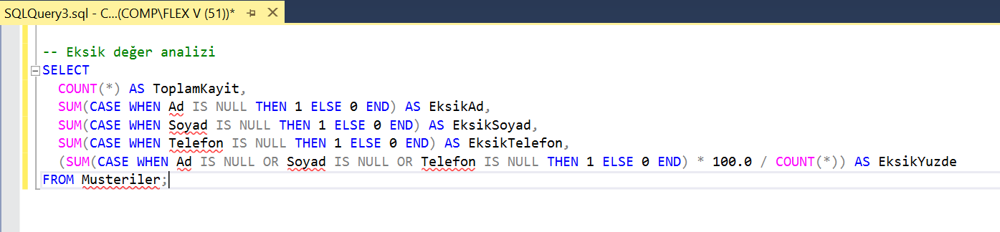 SQLQuery3.sql - C...(COMP\FLEX V (51))*
-- Eksik değer analizi
SELECT
COUNT(*) AS ToplamKayit,
SUM(CASE WHEN Ad IS NULL THEN 1 ELSE 0 END) AS EksikAd,
SUM(CASE WHEN Soyad IS NULL THEN 1 ELSE 0 END) AS EksikSoyad,
SUM(CASE WHEN Telefon IS NULL THEN 1 ELSE 0 END) AS EksikTelefon,
(SUM(CASE WHEN Ad IS NULL OR Soyad IS NULL OR Telefon IS NULL THEN 1 ELSE 0 END) * 100.0 / COUNT(*)) AS EksikYuzde
FROM Musteriler;